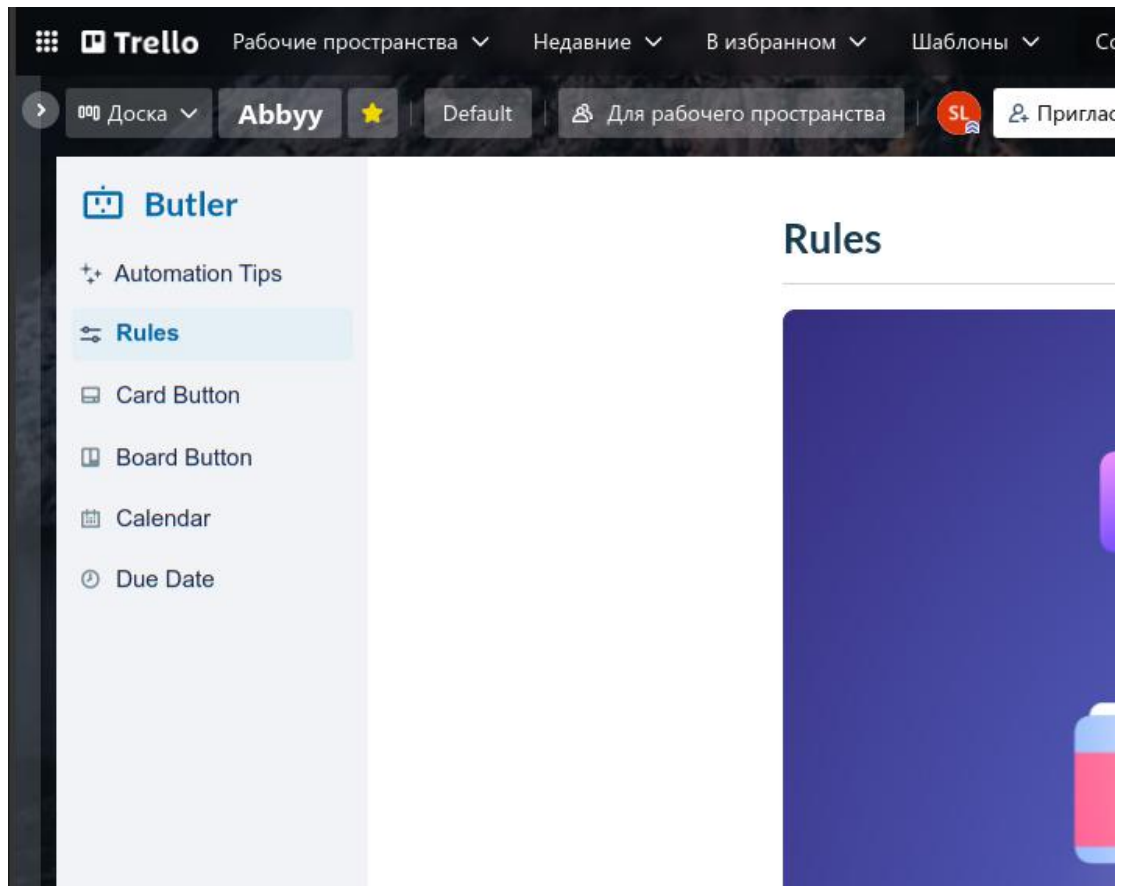 Trello Рабочие пространства Недавние В избранном Шаблоны
Доска Abbyy Default Для рабочего пространства SL
Butler
Automation Tips
Rules
Card Button
Board Button
Calendar
Due Date
Rules